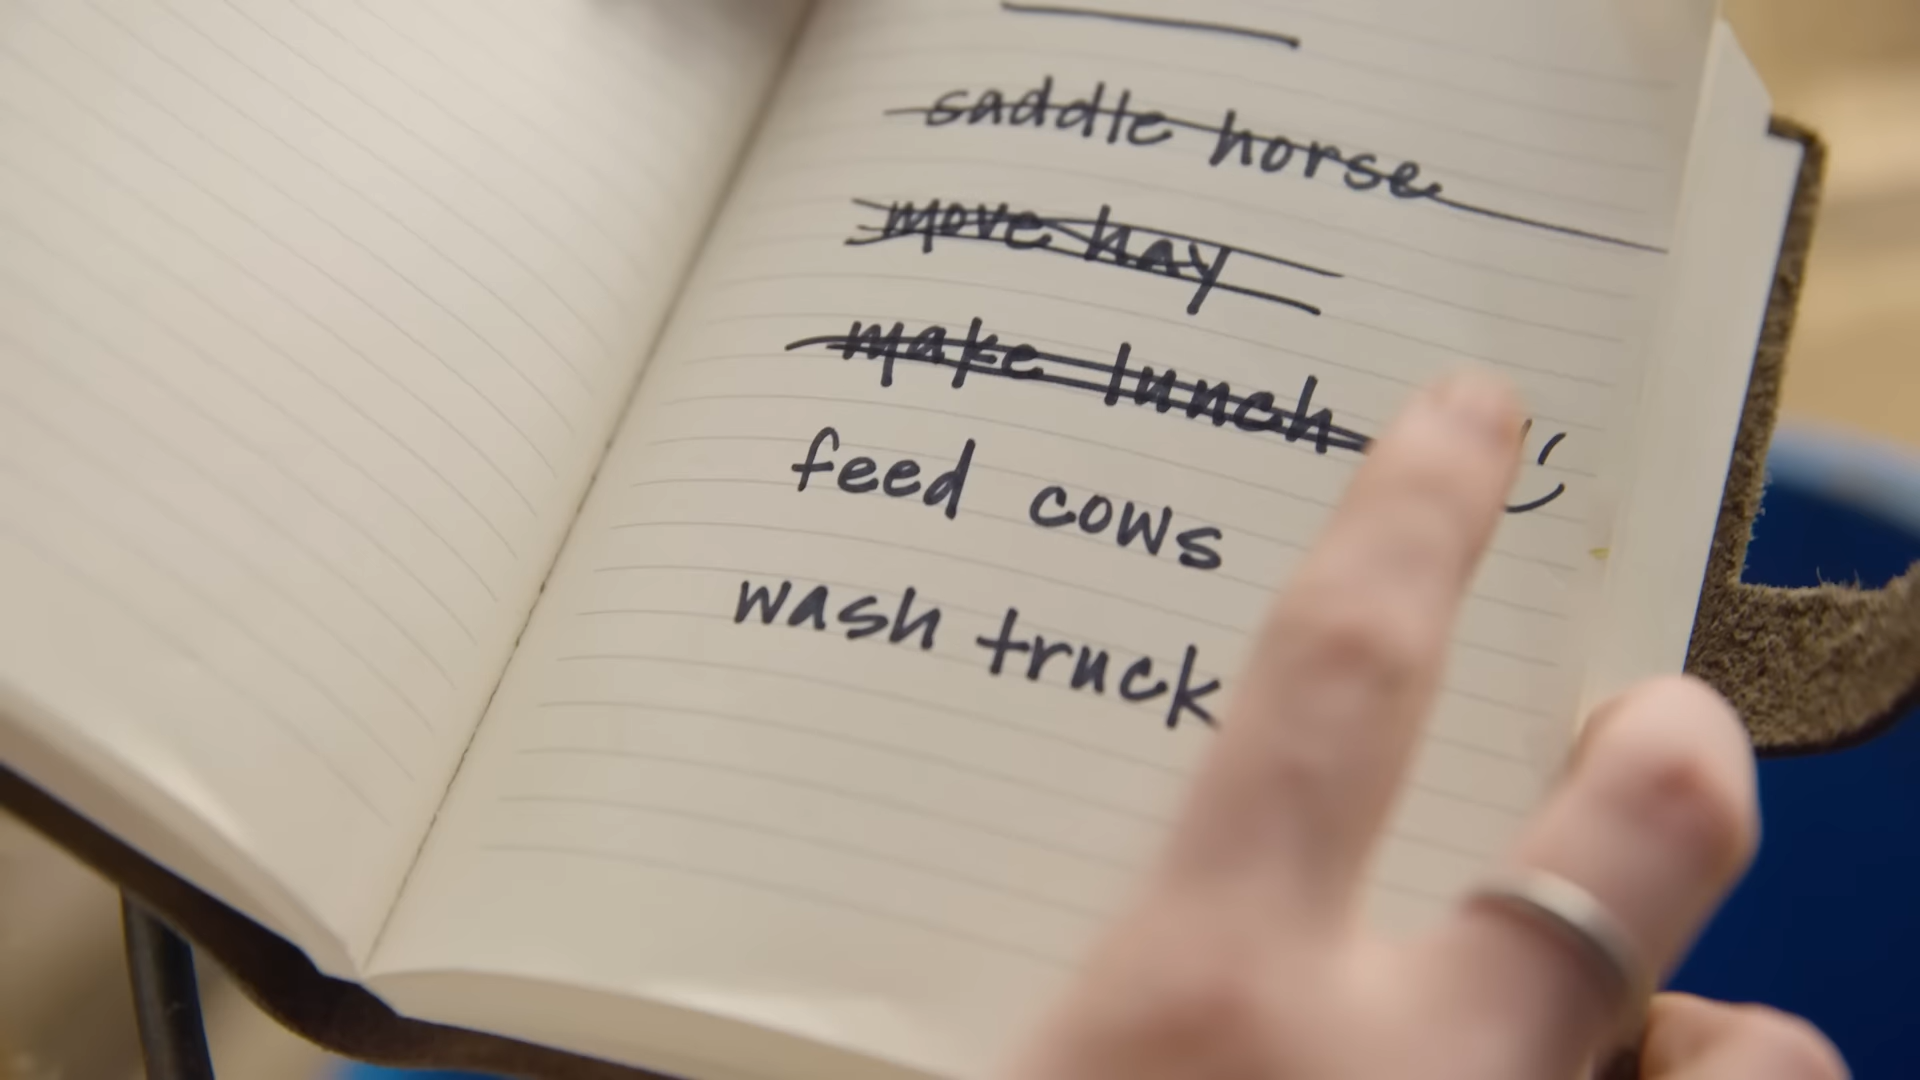 saddle horse
move hay
make lunch
feed cows
wash truck